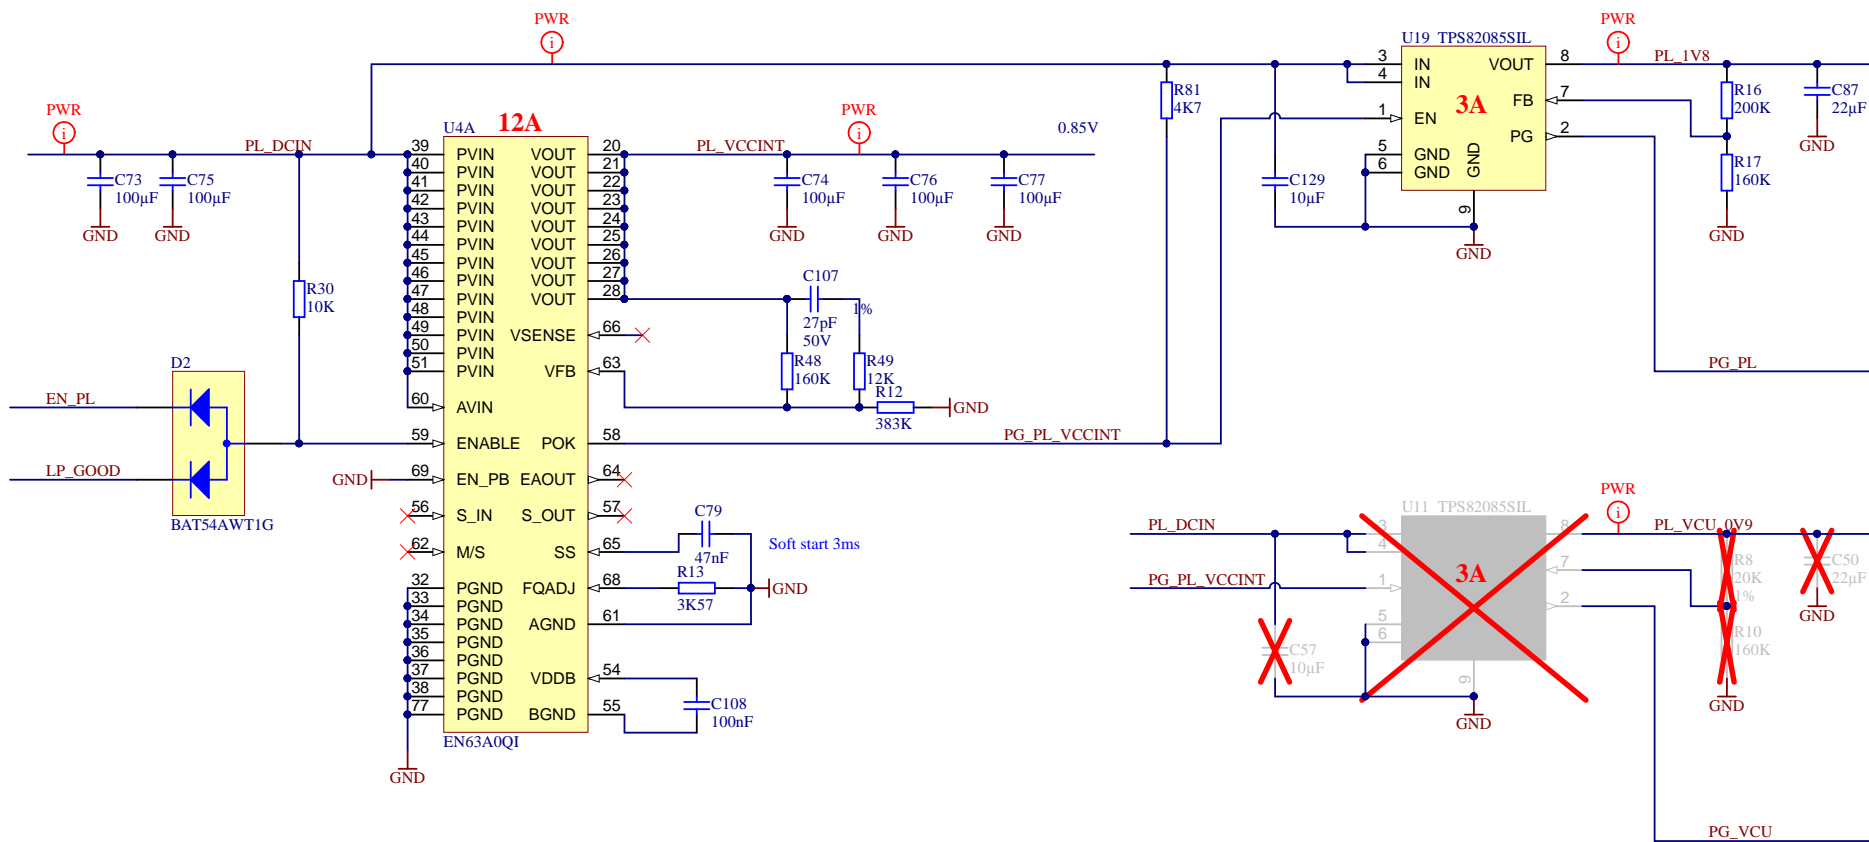 PWR
i
PWR
i
PL_DCIN
C73
100µF
GND
C75
100µF
GND
R30
10K
D2
EN_PL
LP_GOOD
BAT54AWT1G
U4A
12A
39 PVIN VOUT 20
40 PVIN VOUT 21
41 PVIN VOUT 22
42 PVIN VOUT 23
43 PVIN VOUT 24
44 PVIN VOUT 25
45 PVIN VOUT 26
46 PVIN VOUT 27
47 PVIN VOUT 28
48 PVIN
49 PVIN VSENSE 66
50 PVIN
51 PVIN VFB 63
60 AVIN
59 ENABLE POK 58
GND 69 EN_PB EAOUT 64
56 S_IN S_OUT 57
62 M/S SS 65
32 PGND FQADJ 68
33 PGND
34 PGND AGND 61
35 PGND
36 PGND
37 PGND VDDB 54
38 PGND
77 PGND BGND 55
EN63A0QI
GND
PL_VCCINT
PWR
i
0.85V
C74
100µF
GND
C76
100µF
GND
C77
100µF
GND
C107
27pF
50V
1%
R48
160K
R49
12K
R12
383K
GND
PG_PL_VCCINT
C79
47nF
Soft start 3ms
R13
3K57
GND
C108
100nF
R81
4K7
C129
10µF
U19 TPS82085SIL
3A
3 IN VOUT 8
4 IN
FB 7
1 EN
PG 2
5 GND
6 GND
GND
9
GND
PWR
i
PL_1V8
R16
200K
R17
160K
GND
C87
22µF
GND
PG_PL
PL_DCIN
PG_PL_VCCINT
C57
10µF
U11 TPS82085SIL
3A
3
4
1
5
6
8
7
2
9
GND
PWR
i
PL_VCU_0V9
R8
20K
1%
R10
160K
GND
C50
22µF
GND
PG_VCU